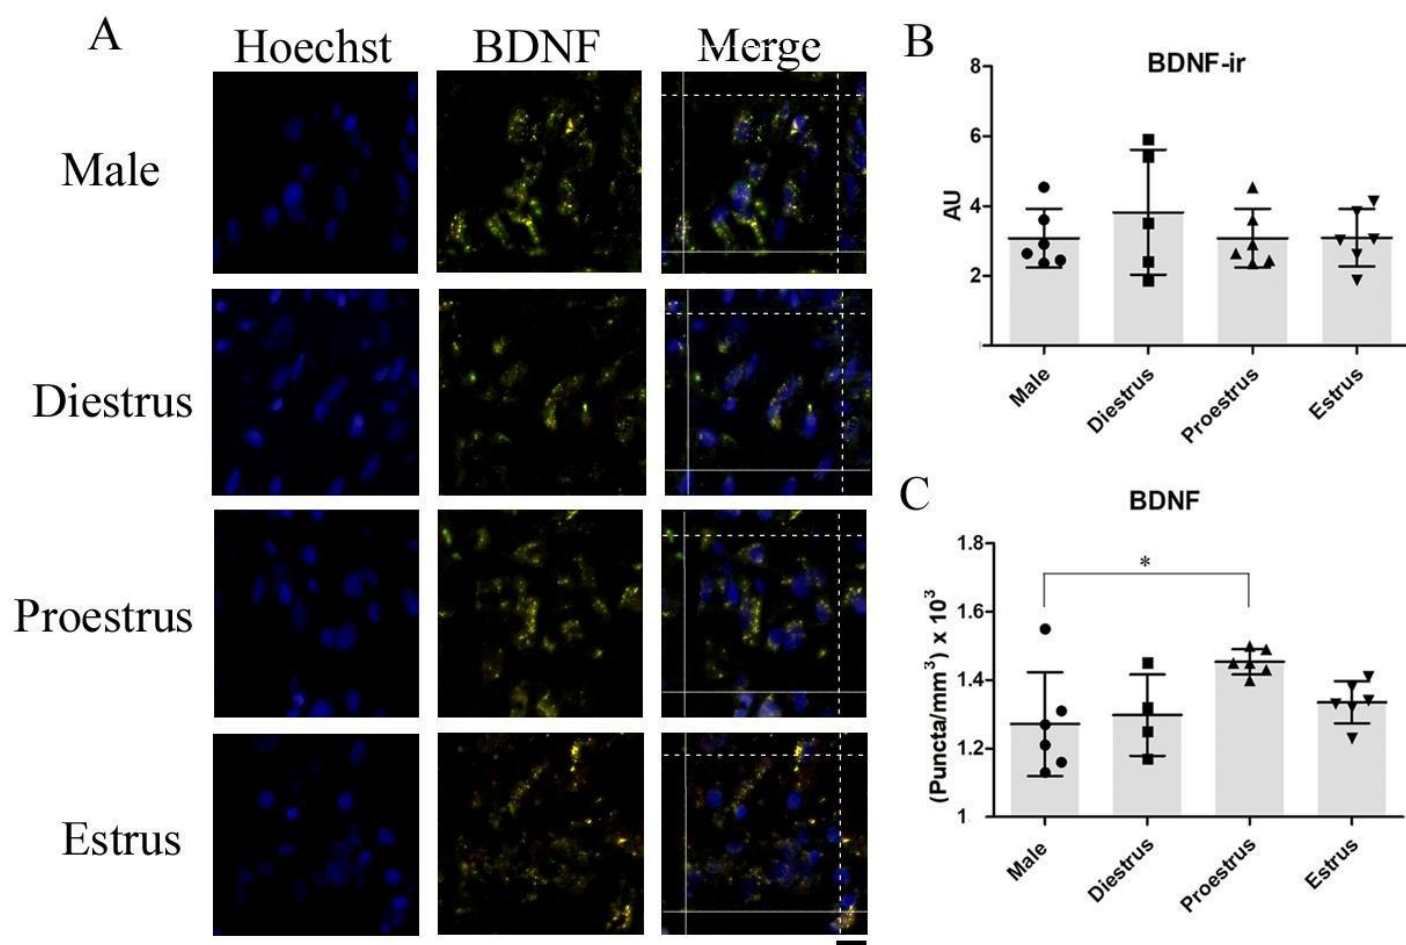 A
Hoechst BDNF Merge
Male
Diestrus
Proestrus
Estrus
B
BDNF-ir
8
6
4
2
AU
Male Diestrus Proestrus Estrus
C
BDNF
1.8
1.6
1.4
1.2
1
(Puncta/mm³) x 10³
*
Male Diestrus Proestrus Estrus